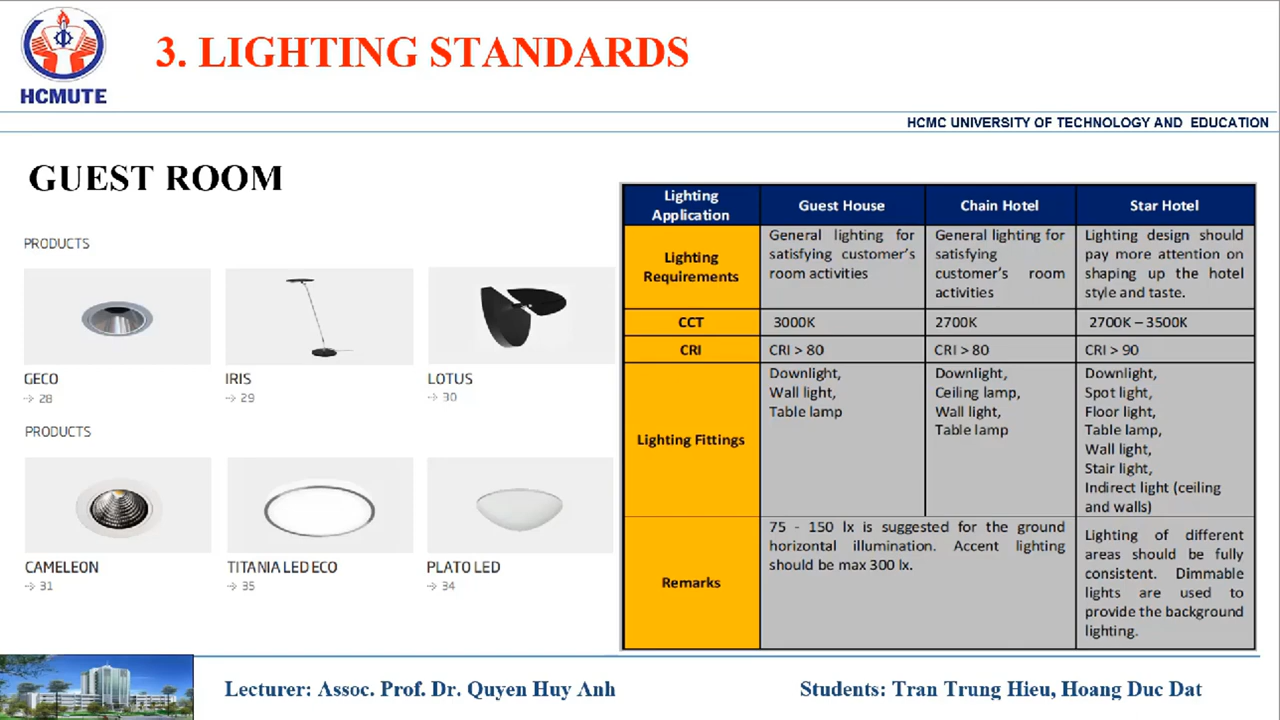 HCMUTE
3. LIGHTING STANDARDS
HCMC UNIVERSITY OF TECHNOLOGY AND EDUCATION
GUEST ROOM
PRODUCTS
GECO
→ 28
IRIS
→ 29
LOTUS
→ 30
PRODUCTS
CAMELEON
→ 31
TITANIA LED ECO
→ 35
PLATO LED
→ 34
Lighting
Application
Guest House
Chain Hotel
Star Hotel
Lighting
Requirements
General lighting for
satisfying customer's
room activities
General lighting for
satisfying
customer's room
activities
Lighting design should
pay more attention on
shaping up the hotel
style and taste.
CCT
3000K
2700K
2700K – 3500K
CRI
CRI > 80
CRI > 80
CRI > 90
Lighting Fittings
Downlight,
Wall light,
Table lamp
Downlight,
Ceiling lamp,
Wall light,
Table lamp
Downlight,
Spot light,
Floor light,
Table lamp,
Wall light,
Stair light,
Indirect light (ceiling
and walls)
Remarks
75 - 150 lx is suggested for the ground
horizontal illumination. Accent lighting
should be max 300 lx.
Lighting of different
areas should be fully
consistent. Dimmable
lights are used to
provide the background
lighting.
Lecturer: Assoc. Prof. Dr. Quyen Huy Anh
Students: Tran Trung Hieu, Hoang Duc Dat